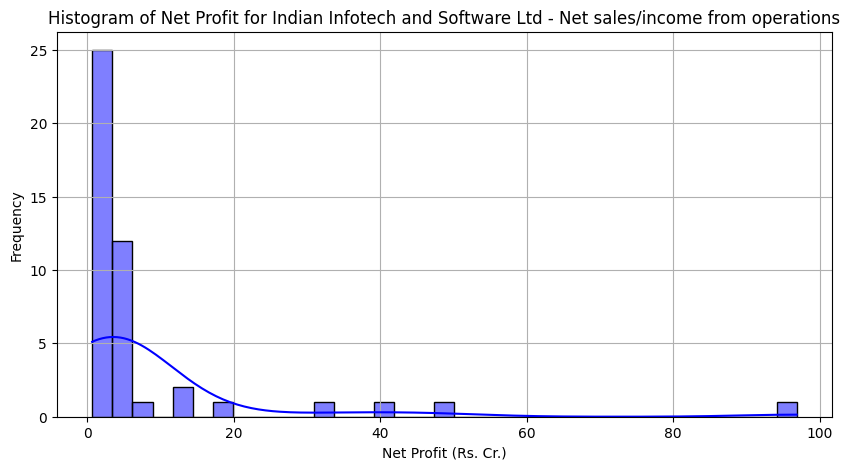 Histogram of Net Profit for Indian Infotech and Software Ltd - Net sales/income from operations
25
20
15
10
5
0
Frequency
0 20 40 60 80 100
Net Profit (Rs. Cr.)